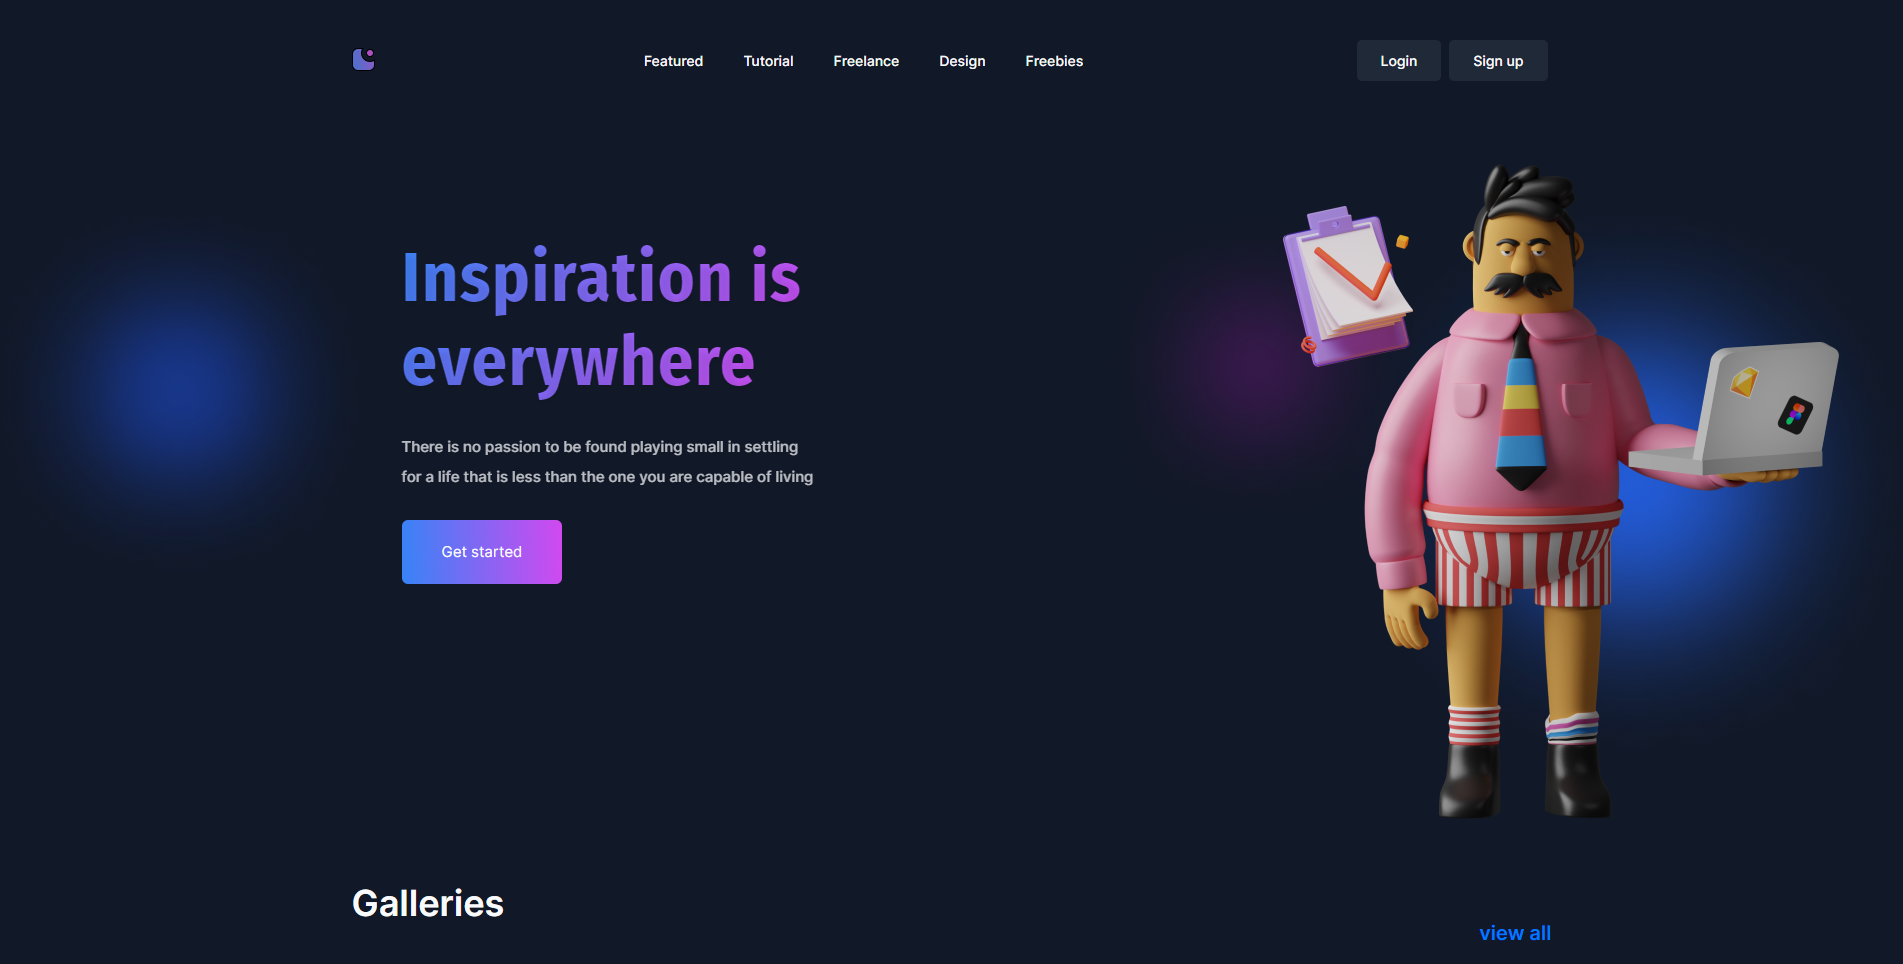 Featured
Tutorial
Freelance
Design
Freebies
Login
Sign up
Inspiration is
everywhere
There is no passion to be found playing small in settling
for a life that is less than the one you are capable of living
Get started
Galleries
view all